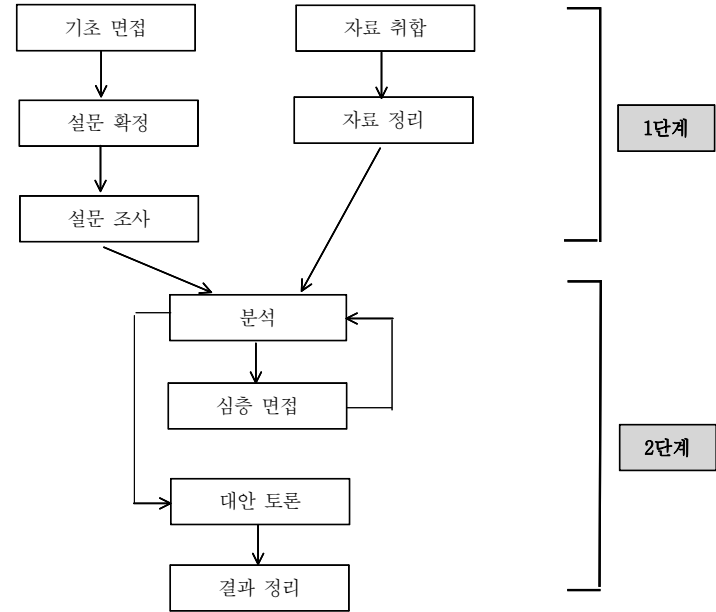 기초 면접
자료 취합
설문 확정
자료 정리
1단계
설문 조사
분석
심층 면접
2단계
대안 토론
결과 정리